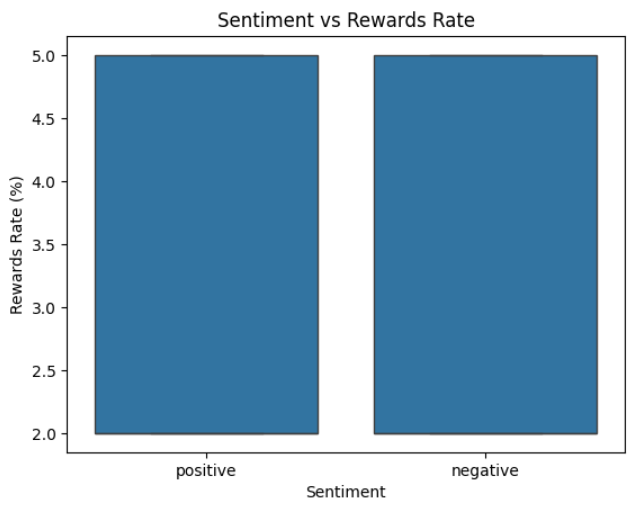 Sentiment vs Rewards Rate
Rewards Rate (%)
5.0
4.5
4.0
3.5
3.0
2.5
2.0
positive negative
Sentiment